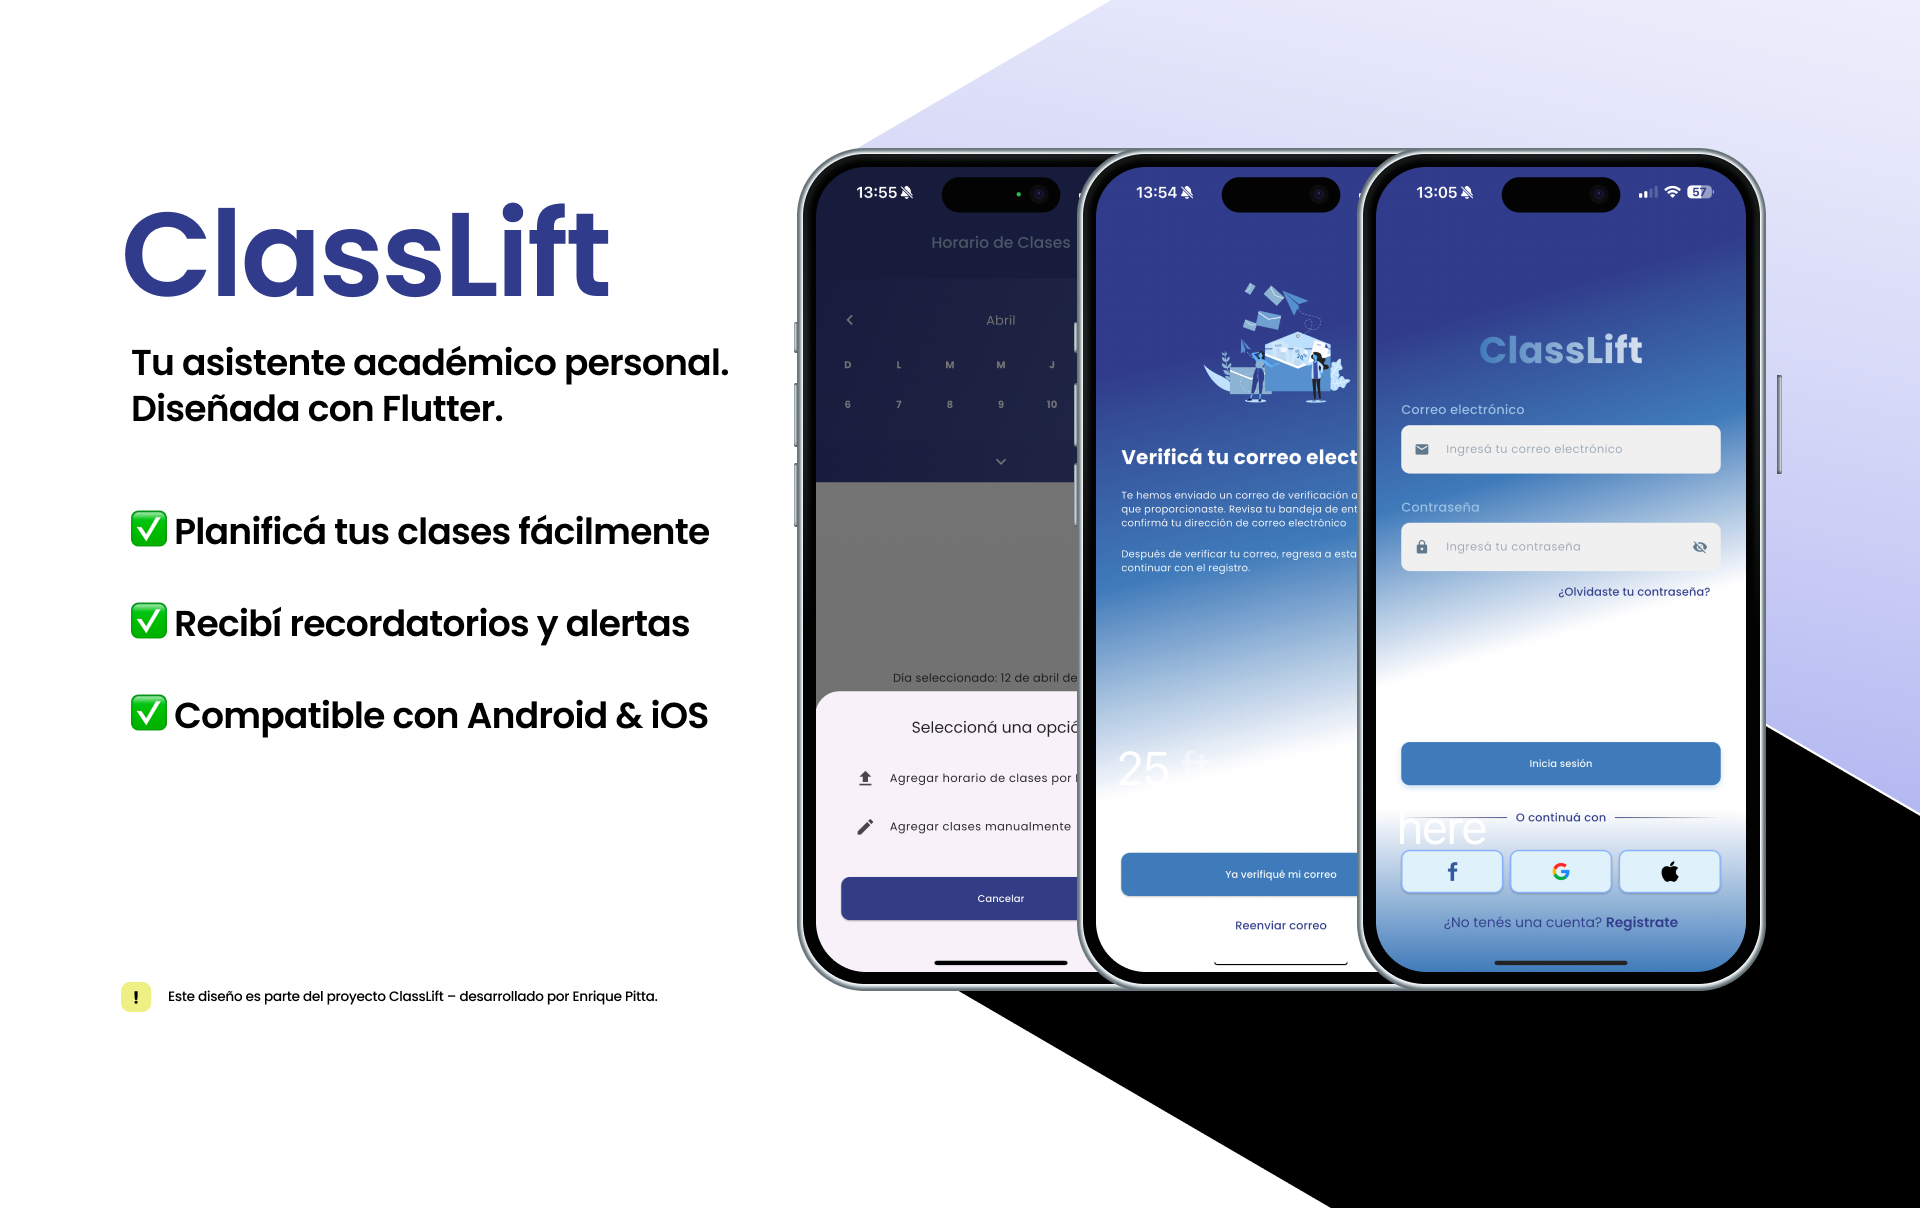 ClassLift
Tu asistente académico personal.
Diseñada con Flutter.
✅ Planificá tus clases fácilmente
✅ Recibí recordatorios y alertas
✅ Compatible con Android & iOS
! Este diseño es parte del proyecto ClassLift – desarrollado por Enrique Pitta.
13:55
Horario de Clases
Abril
D L M M J
6 7 8 9 10
Día seleccionado: 12 de abril de
Seleccioná una opció
Agregar horario de clases por
Agregar clases manualmente
Cancelar
13:54
Verificá tu correo elect
Te hemos enviado un correo de verificación a
que proporcionaste. Revisa tu bandeja de ent
confirmá tu dirección de correo electrónico
Después de verificar tu correo, regresa a esta
continuar con el registro.
25 ft
Ya verifiqué mi correo
Reenviar correo
13:05
57
ClassLift
Correo electrónico
Ingresá tu correo electrónico
Contraseña
Ingresá tu contraseña
¿Olvidaste tu contraseña?
Inicia sesión
here
O continuá con
¿No tenés una cuenta? Registrate